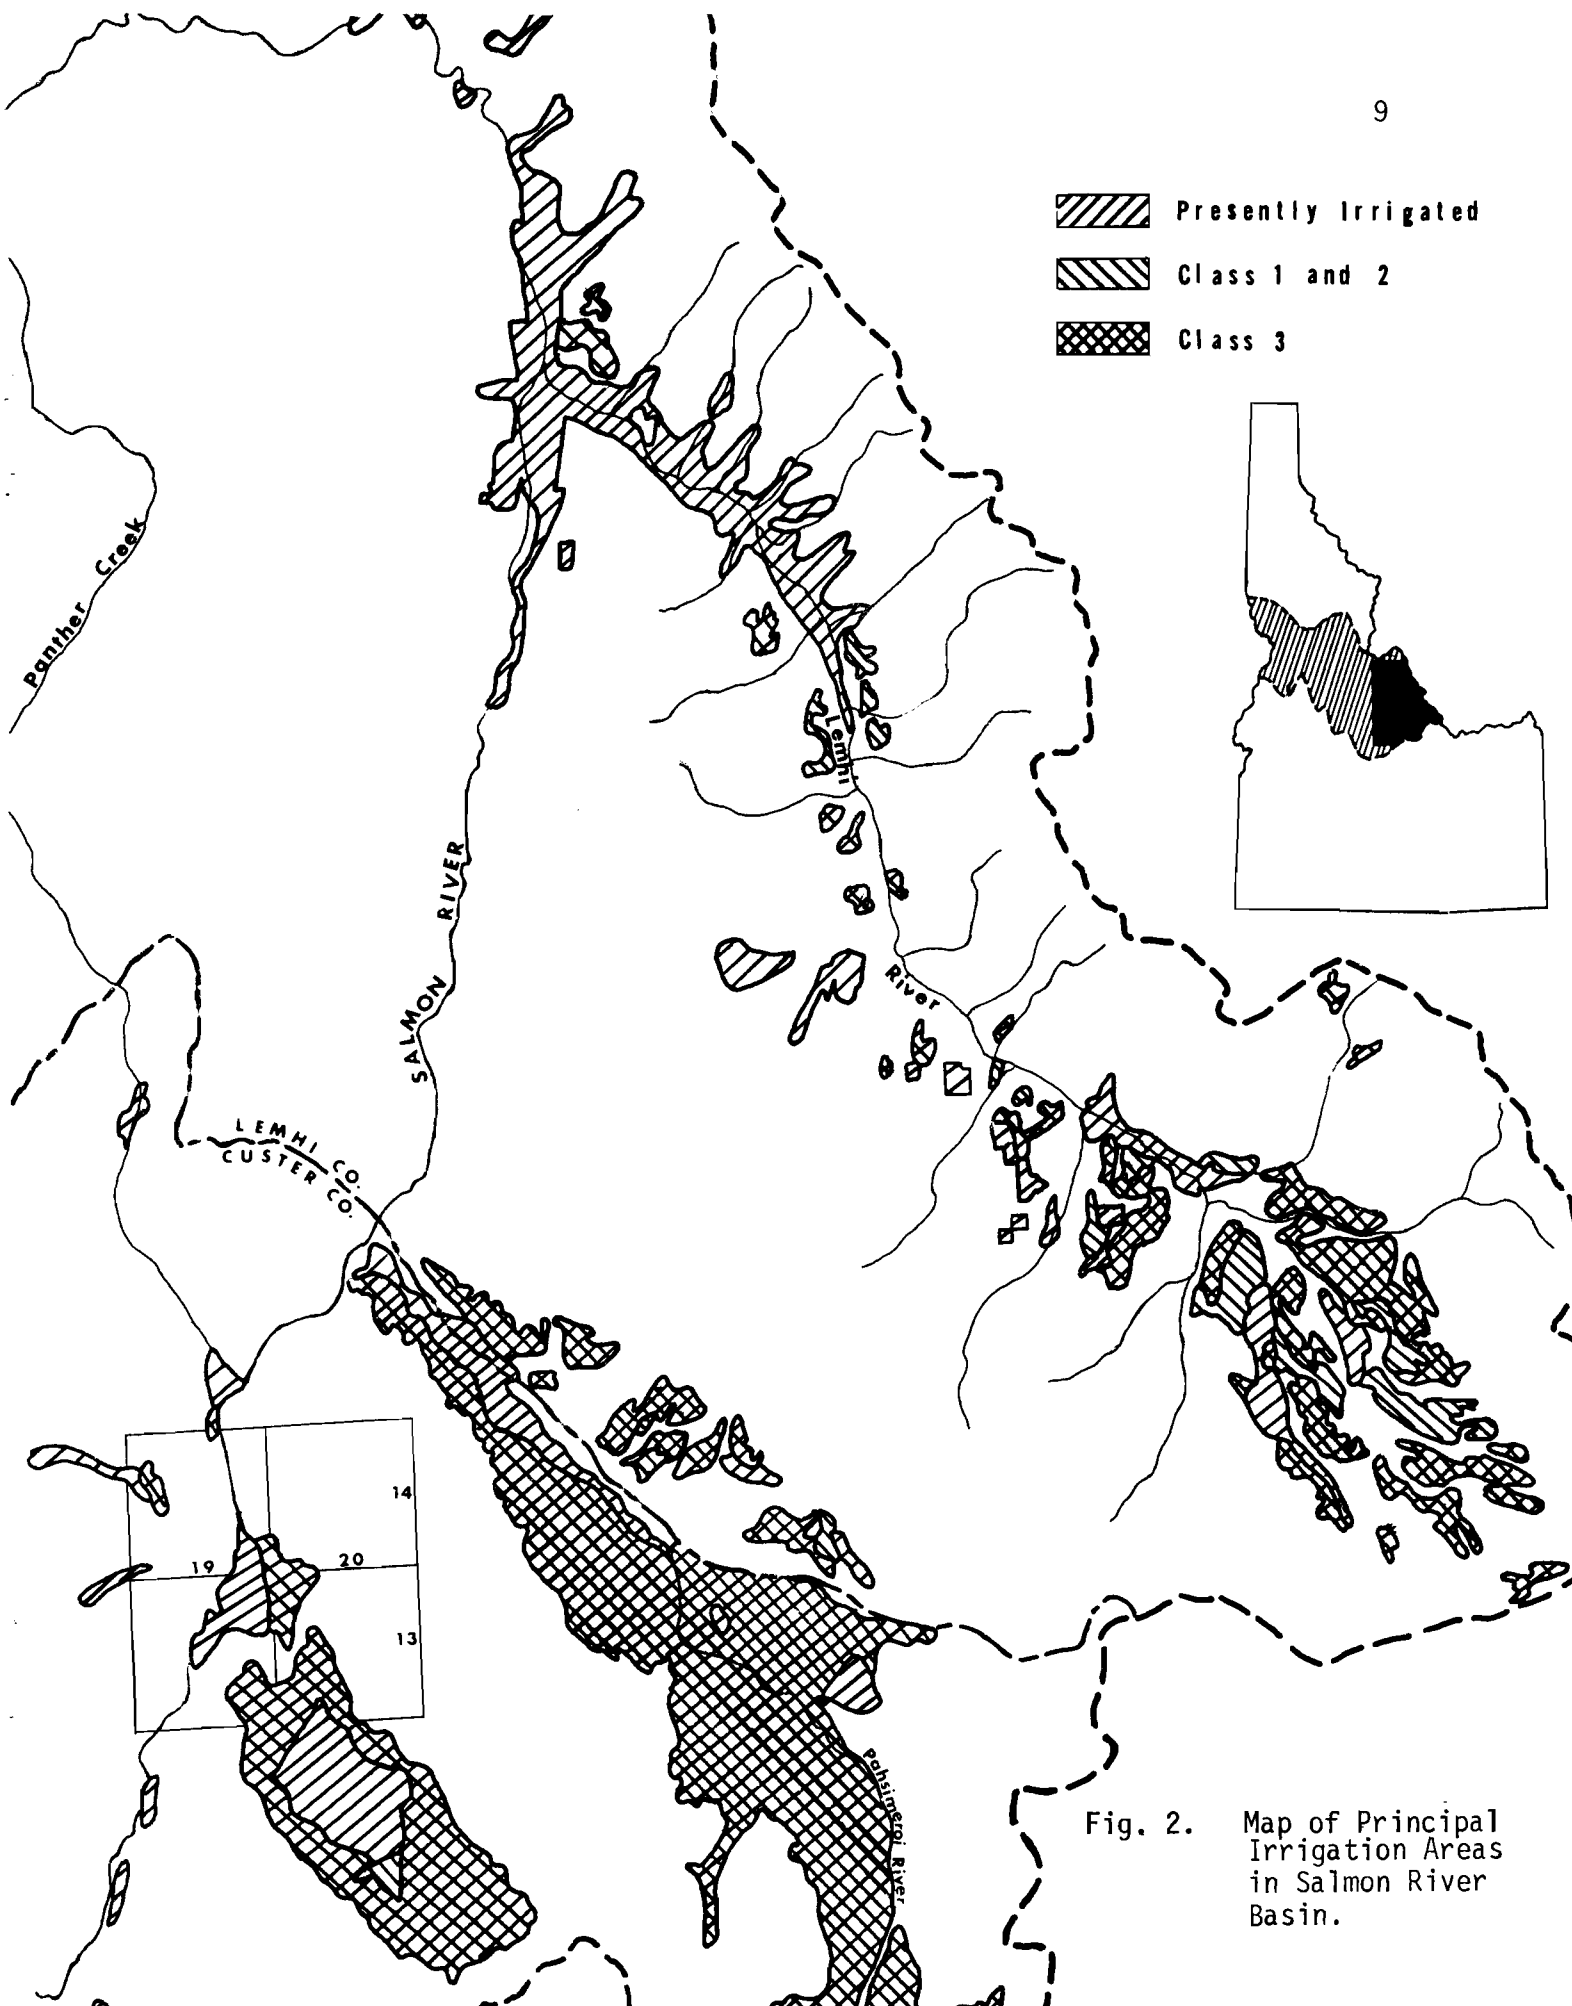 9
Presently Irrigated
Class 1 and 2
Class 3
Panther Creek
Lemhi
River
SALMON RIVER
LEMHI CO.
CUSTER CO.
14
19
20
13
Pahsimeroi River
Fig. 2. Map of Principal
Irrigation Areas
in Salmon River
Basin.